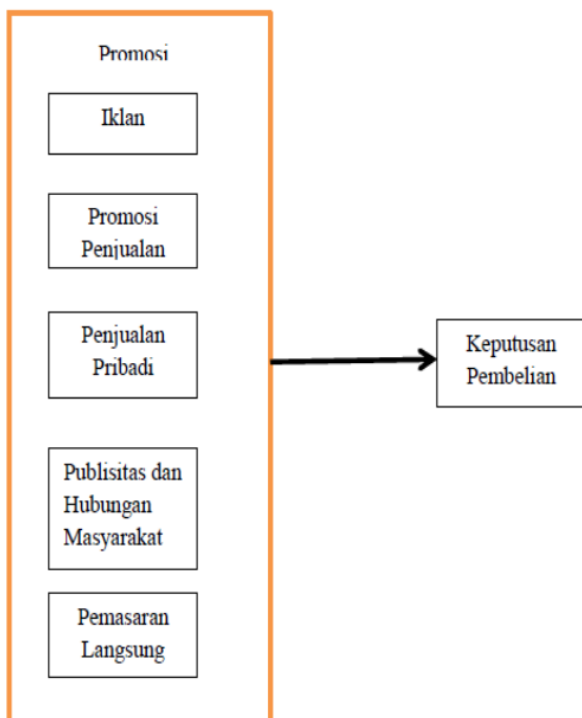 Promosi
Iklan
Promosi
Penjualan
Penjualan
Pribadi
Publisitas dan
Hubungan
Masyarakat
Pemasaran
Langsung
Keputusan
Pembelian